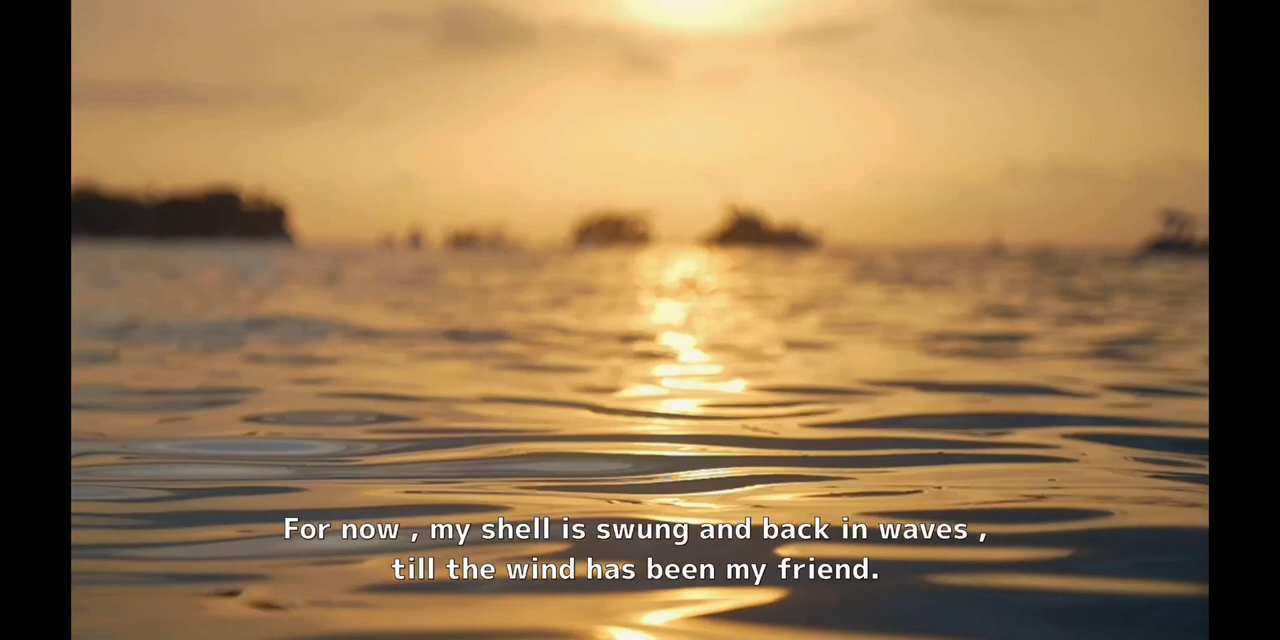 For now , my shell is swung and back in waves ,
till the wind has been my friend.